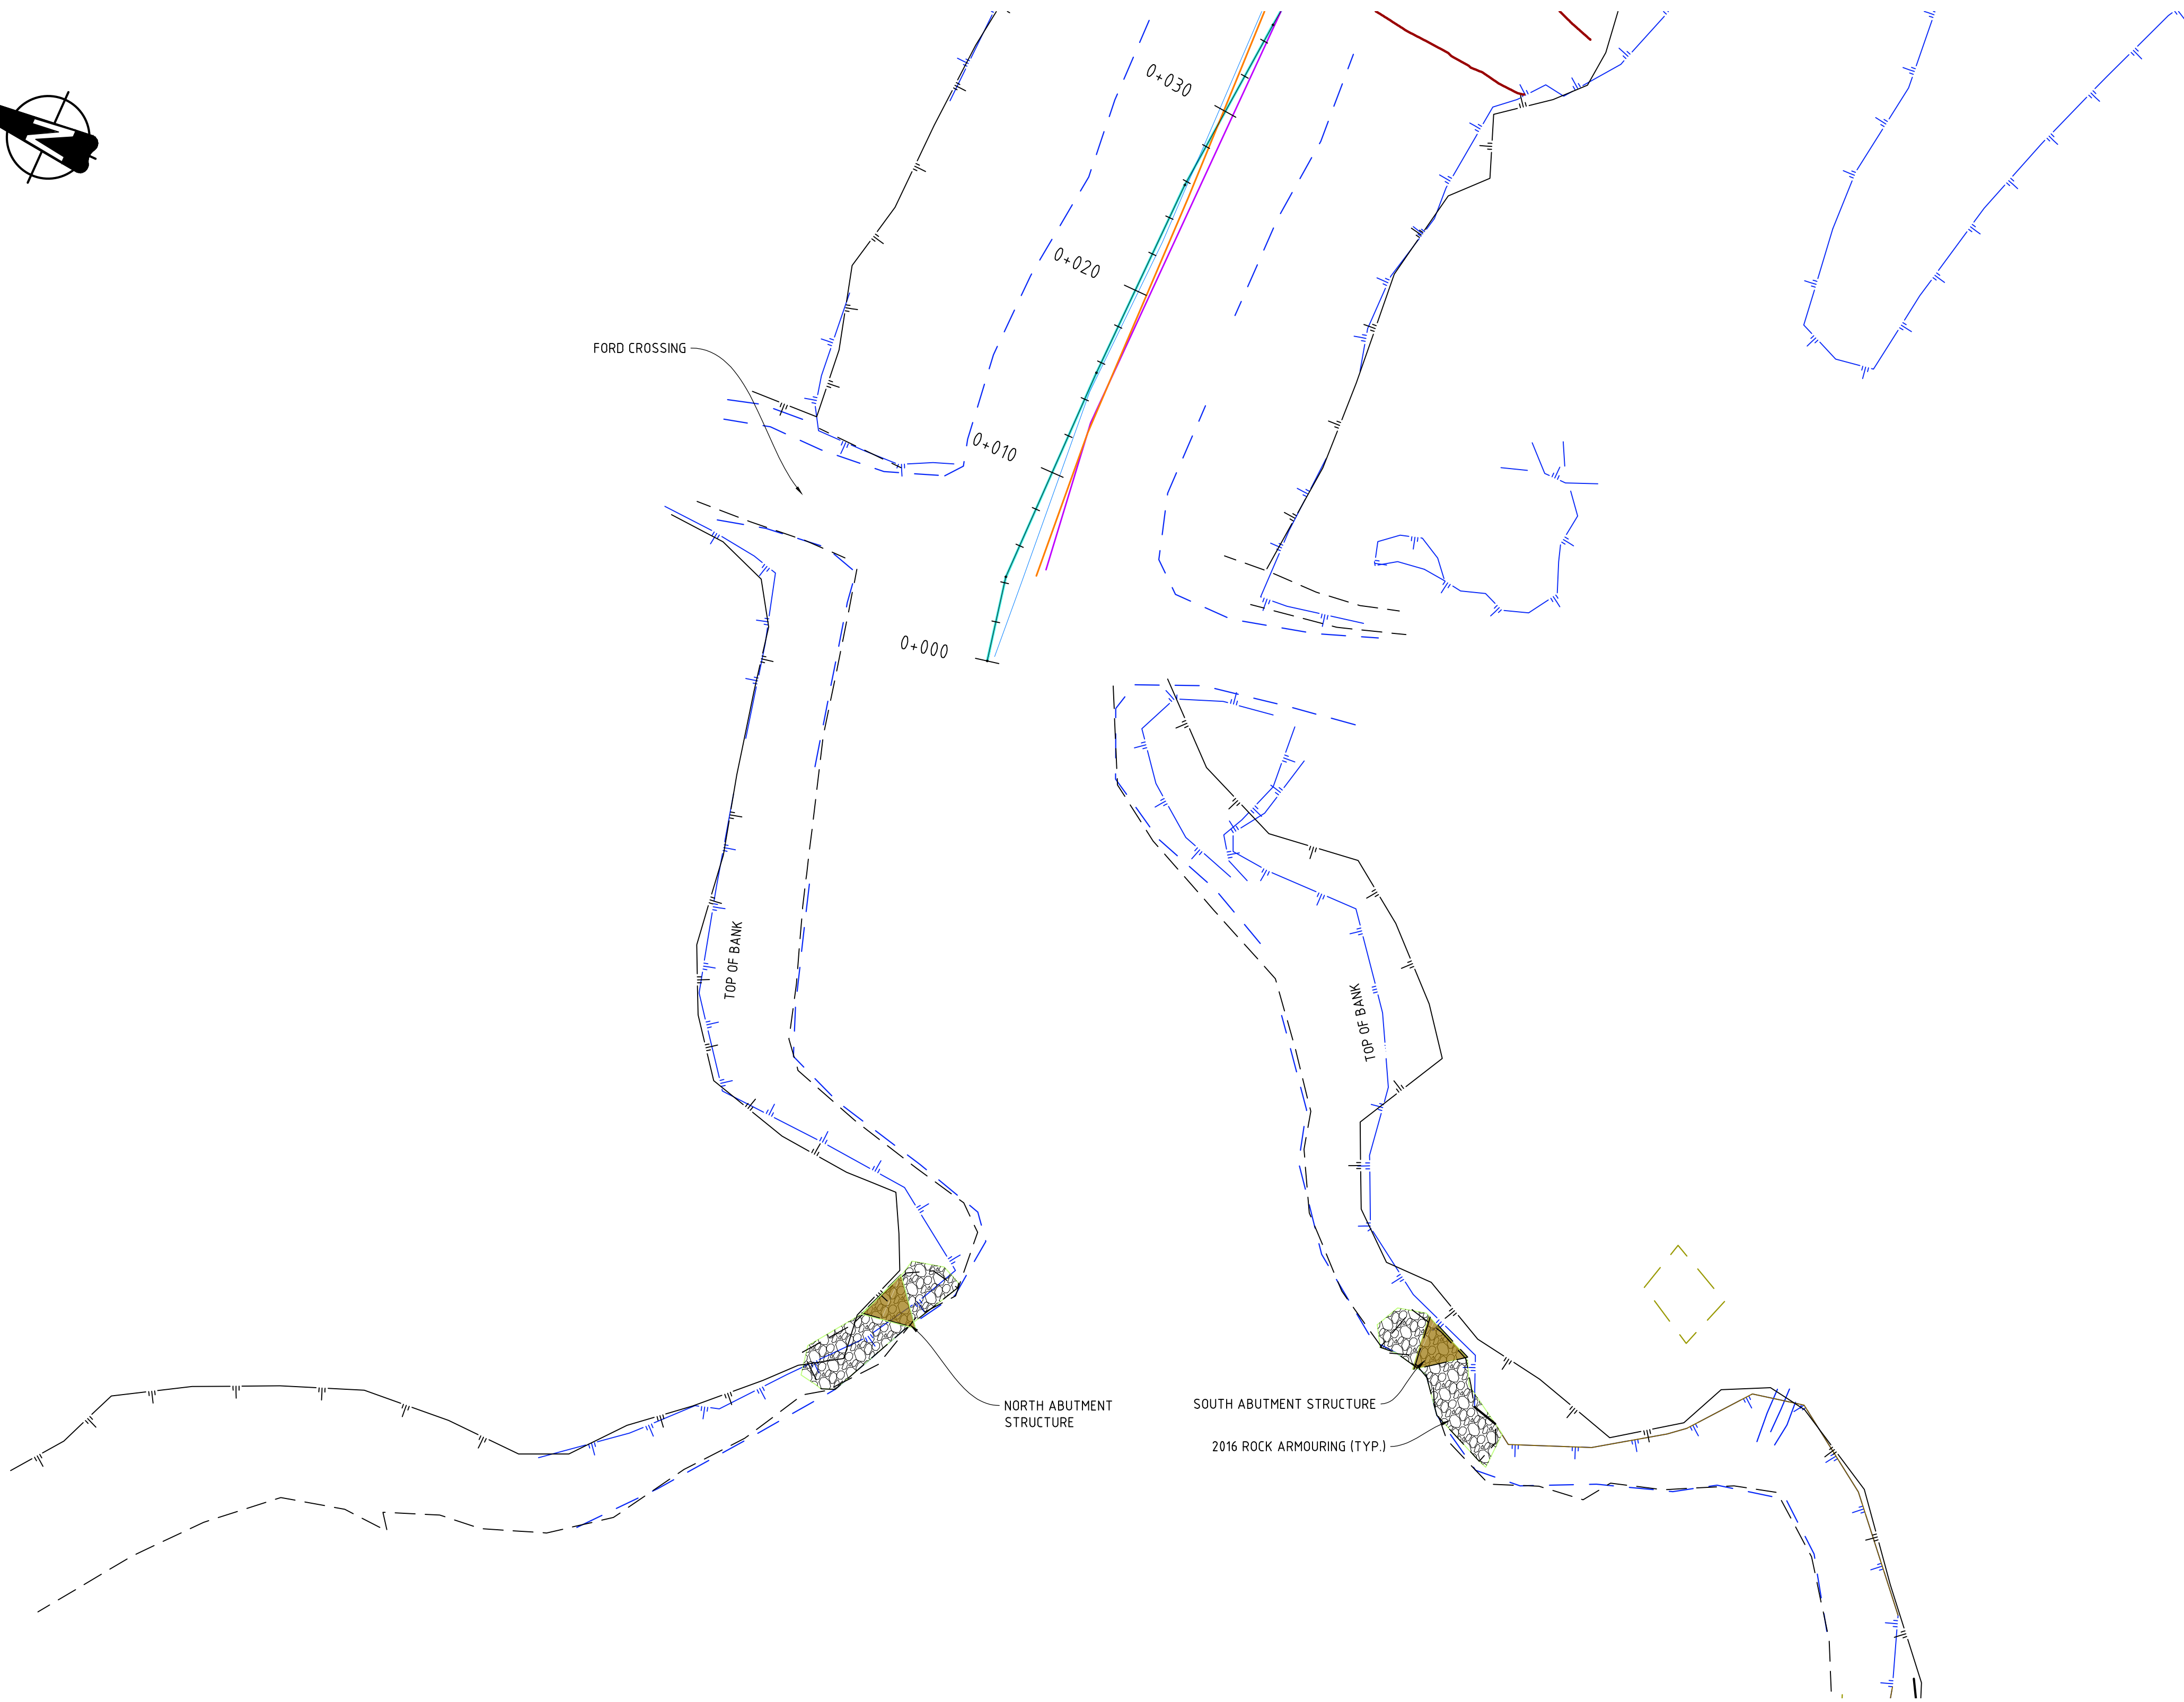 N
0+030
0+020
FORD CROSSING
0+010
0+000
TOP OF BANK
TOP OF BANK
NORTH ABUTMENT
STRUCTURE
SOUTH ABUTMENT STRUCTURE
2016 ROCK ARMOURING (TYP.)